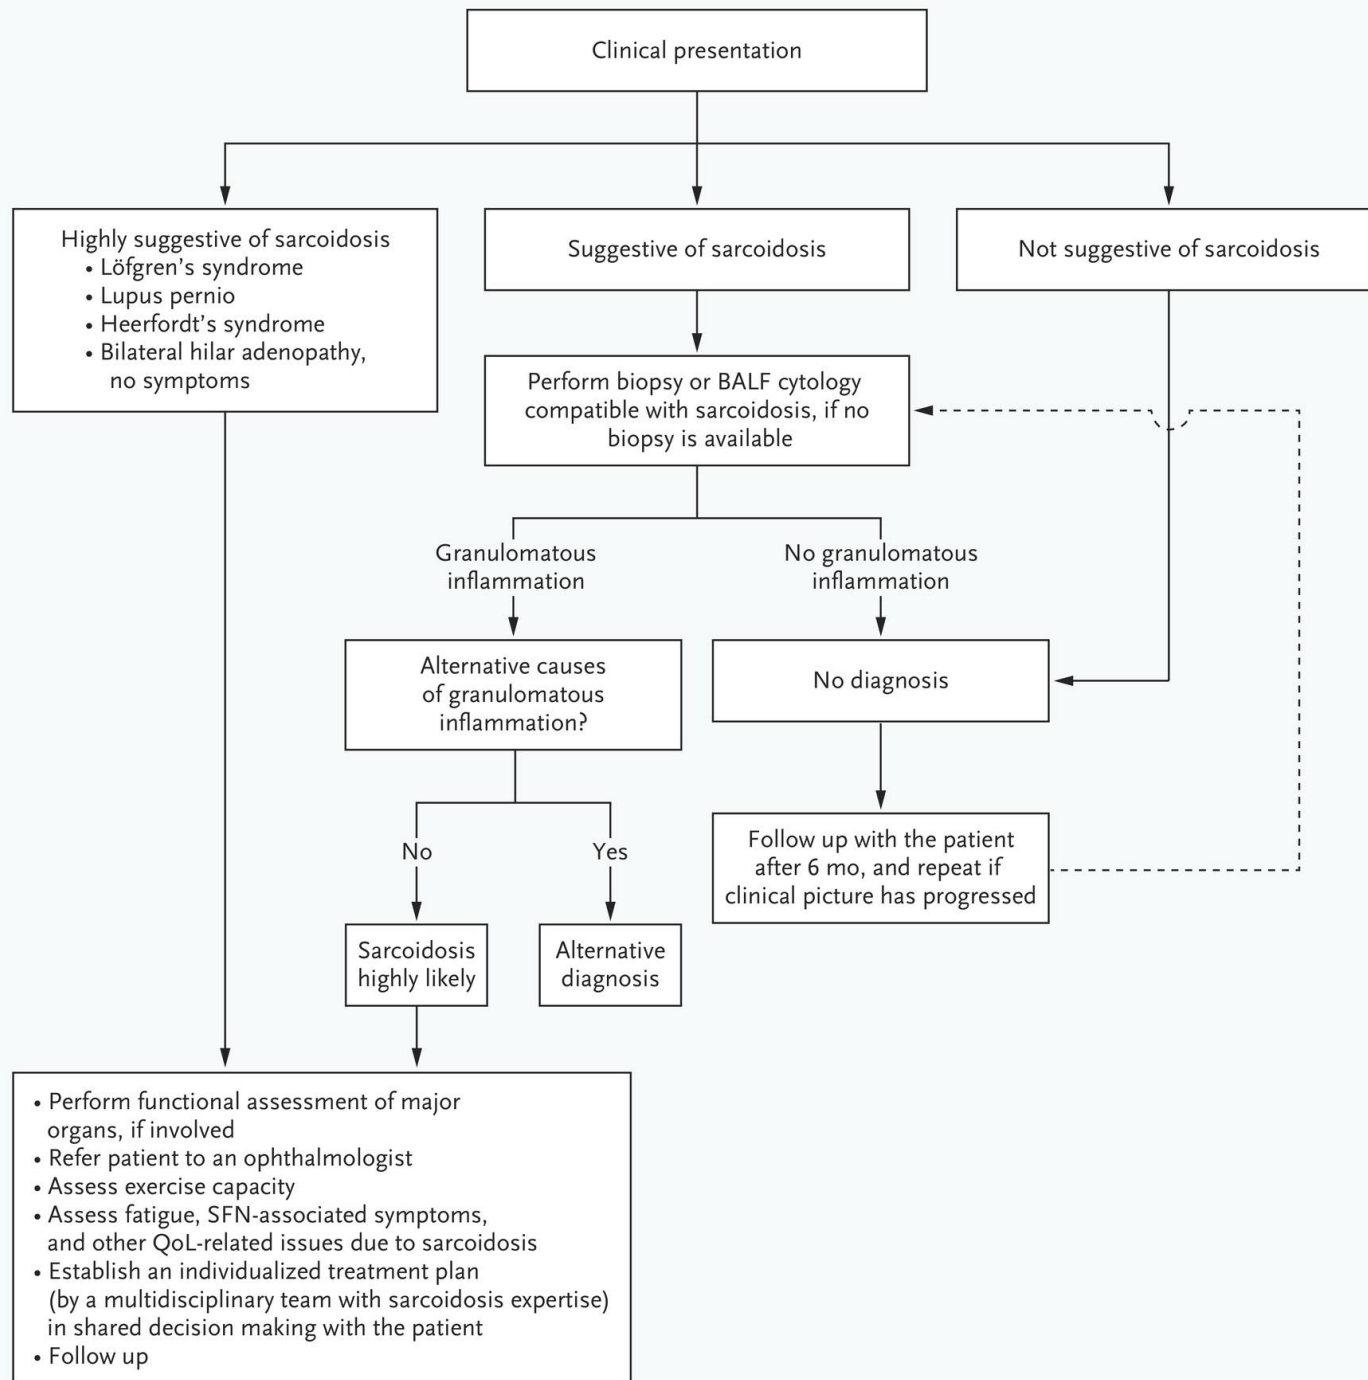 Clinical presentation
Highly suggestive of sarcoidosis
• Löfgren’s syndrome
• Lupus pernio
• Heerfordt’s syndrome
• Bilateral hilar adenopathy,
no symptoms
Suggestive of sarcoidosis
Not suggestive of sarcoidosis
Perform biopsy or BALF cytology
compatible with sarcoidosis, if no
biopsy is available
Granulomatous
inflammation
No granulomatous
inflammation
Alternative causes
of granulomatous
inflammation?
No diagnosis
Follow up with the patient
after 6 mo, and repeat if
clinical picture has progressed
No
Yes
Sarcoidosis
highly likely
Alternative
diagnosis
• Perform functional assessment of major
organs, if involved
• Refer patient to an ophthalmologist
• Assess exercise capacity
• Assess fatigue, SFN-associated symptoms,
and other QoL-related issues due to sarcoidosis
• Establish an individualized treatment plan
(by a multidisciplinary team with sarcoidosis expertise)
in shared decision making with the patient
• Follow up